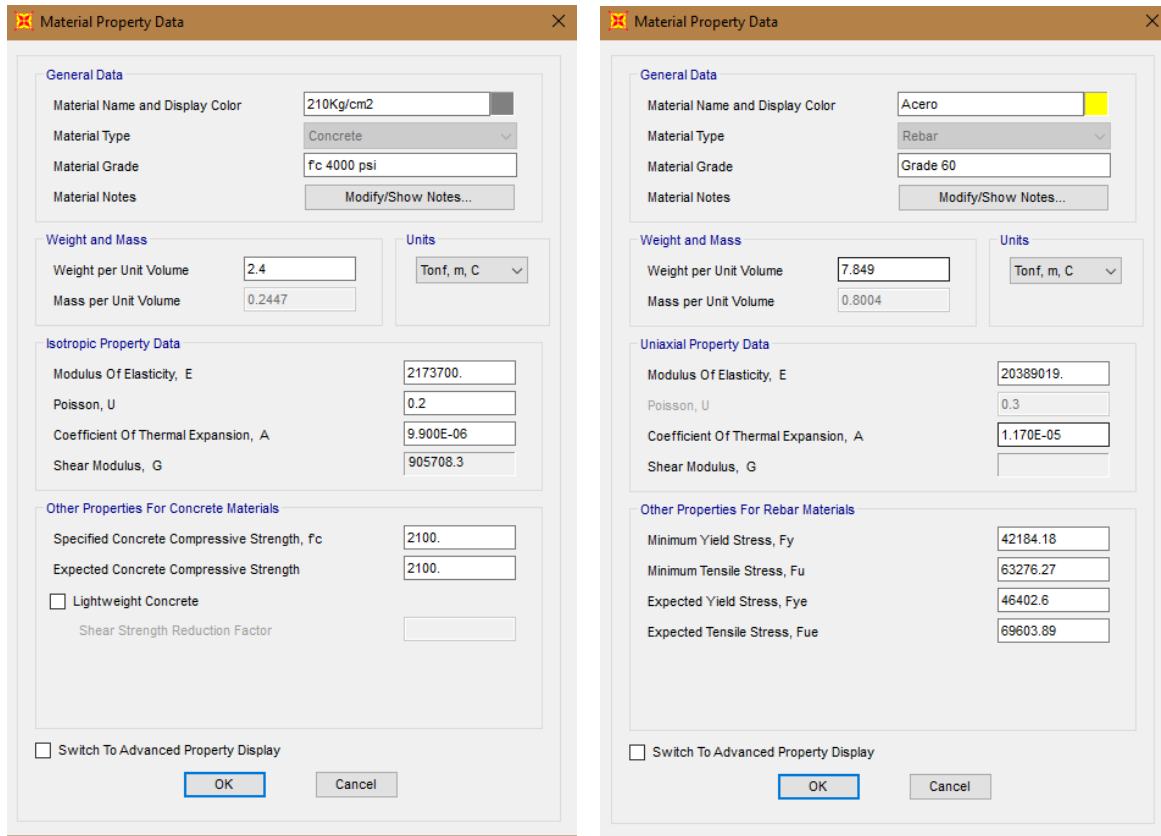 Material Property Data
General Data
Material Name and Display Color 210Kg/cm2
Material Type Concrete
Material Grade f'c 4000 psi
Material Notes Modify/Show Notes...
Weight and Mass Units
Weight per Unit Volume 2.4 Tonf, m, C
Mass per Unit Volume 0.2447
Isotropic Property Data
Modulus Of Elasticity, E 2173700.
Poisson, U 0.2
Coefficient Of Thermal Expansion, A 9.900E-06
Shear Modulus, G 905708.3
Other Properties For Concrete Materials
Specified Concrete Compressive Strength, f'c 2100.
Expected Concrete Compressive Strength 2100.
Lightweight Concrete
Shear Strength Reduction Factor
Switch To Advanced Property Display
OK Cancel
Material Property Data
General Data
Material Name and Display Color Acero
Material Type Rebar
Material Grade Grade 60
Material Notes Modify/Show Notes...
Weight and Mass Units
Weight per Unit Volume 7.849 Tonf, m, C
Mass per Unit Volume 0.8004
Uniaxial Property Data
Modulus Of Elasticity, E 20389019.
Poisson, U 0.3
Coefficient Of Thermal Expansion, A 1.170E-05
Shear Modulus, G
Other Properties For Rebar Materials
Minimum Yield Stress, Fy 42184.18
Minimum Tensile Stress, Fu 63276.27
Expected Yield Stress, Fye 46402.6
Expected Tensile Stress, Fue 69603.89
Switch To Advanced Property Display
OK Cancel